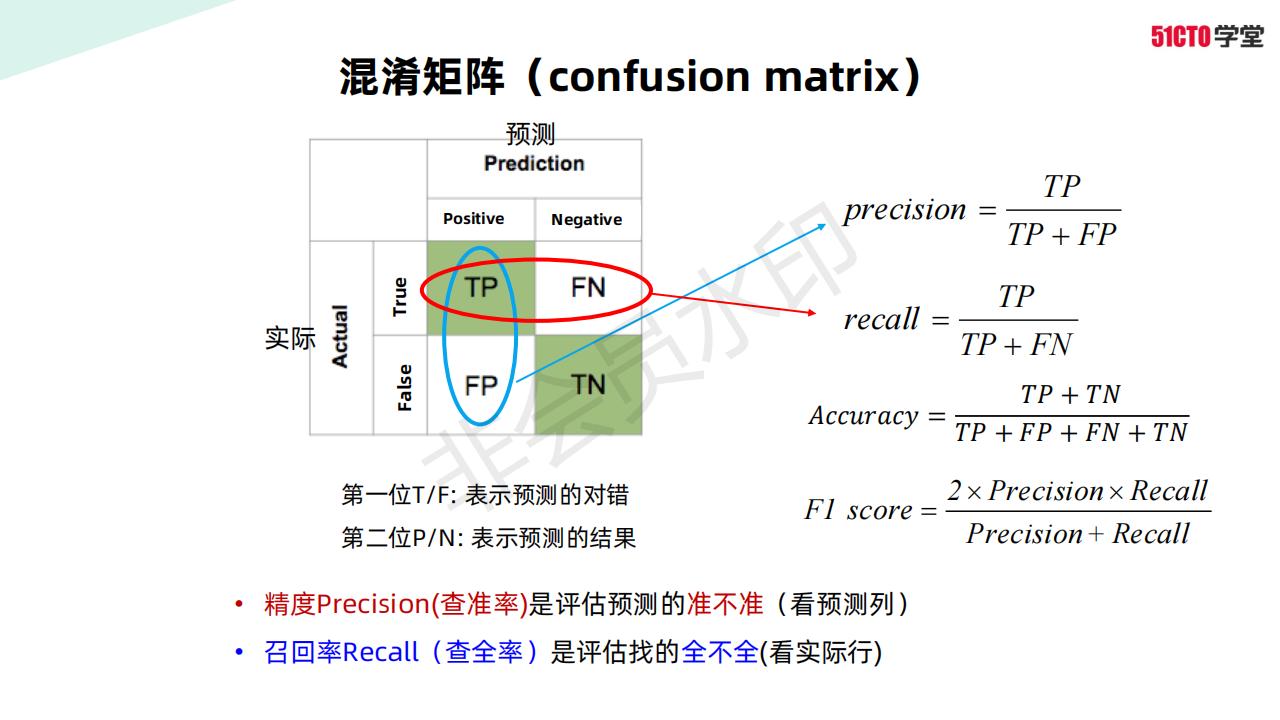 51CTO学堂
混淆矩阵（confusion matrix）
预测
Prediction
Positive Negative
实际
Actual
True
TP FN
False
FP TN
precision = TP / (TP + FP)
recall = TP / (TP + FN)
Accuracy = (TP + TN) / (TP + FP + FN + TN)
F1 score = (2 × Precision × Recall) / (Precision + Recall)
第一位T/F: 表示预测的对错
第二位P/N: 表示预测的结果
• 精度Precision(查准率)是评估预测的准不准（看预测列）
• 召回率Recall（查全率）是评估找的全不全(看实际行)
非会员水印